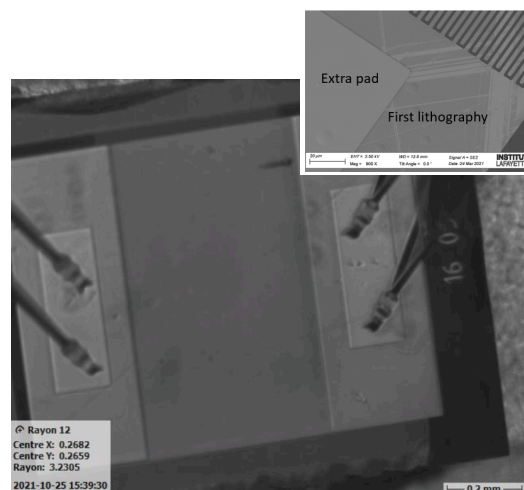 Extra pad
First lithography
20 µm
EHT = 3.00 kV
WD = 12.8 mm
Signal A = SE2
INSTITU
Mag = 900 X
Tilt Angle = 0.0 °
Date :24 Mar 2021
LAFAYETT
16 0
Rayon 12
Centre X: 0.2682
Centre Y: 0.2659
Rayon: 3.2305
2021-10-25 15:39:30
0.2 mm